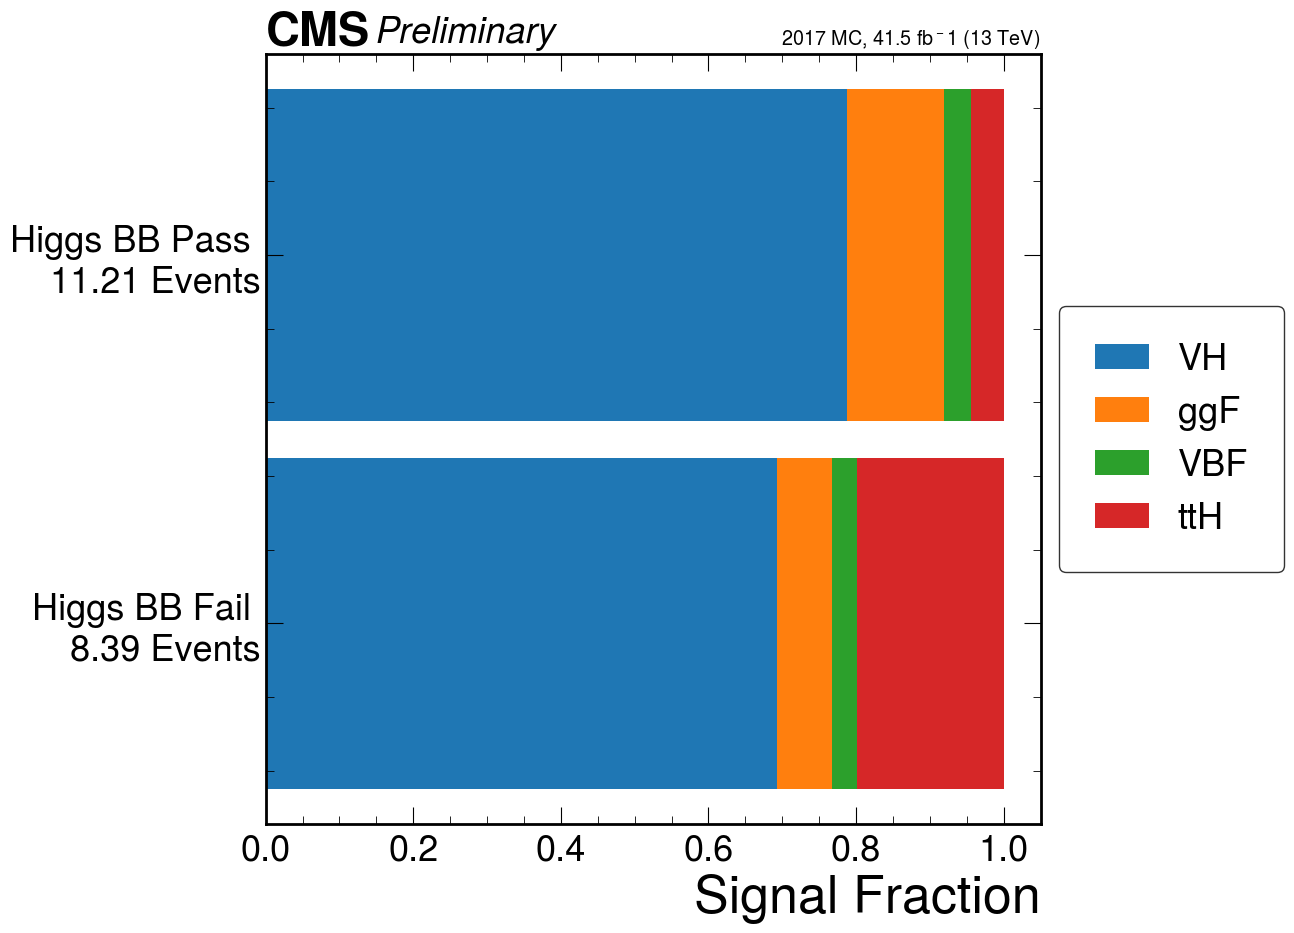 CMS Preliminary
2017 MC, 41.5 fb⁻1 (13 TeV)
Higgs BB Pass
11.21 Events
Higgs BB Fail
8.39 Events
VH
ggF
VBF
ttH
0.0 0.2 0.4 0.6 0.8 1.0
Signal Fraction